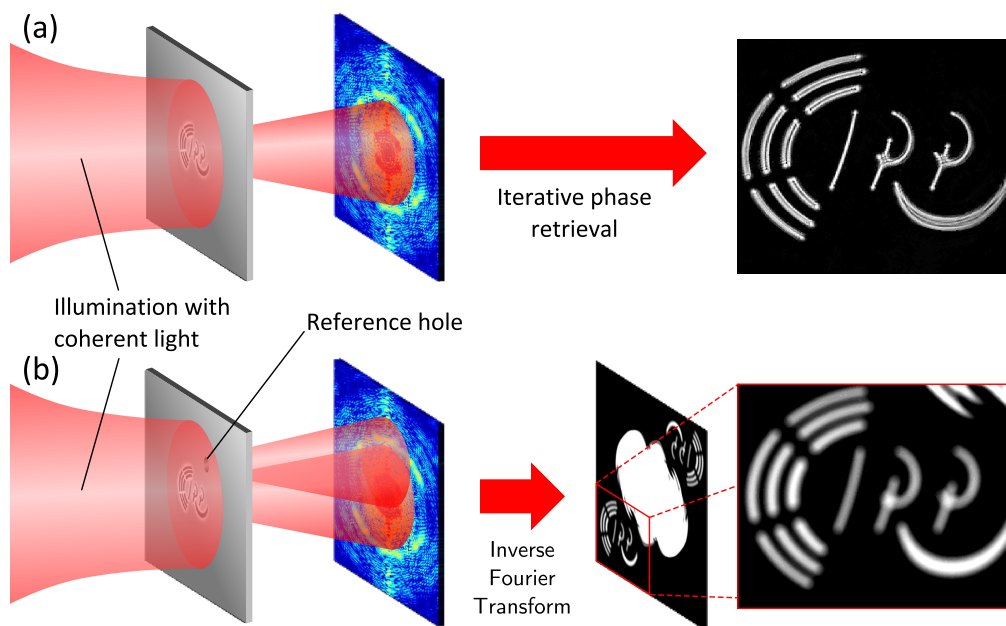 (a)
Iterative phase
retrieval
Illumination with
coherent light
Reference hole
(b)
Inverse
Fourier
Transform